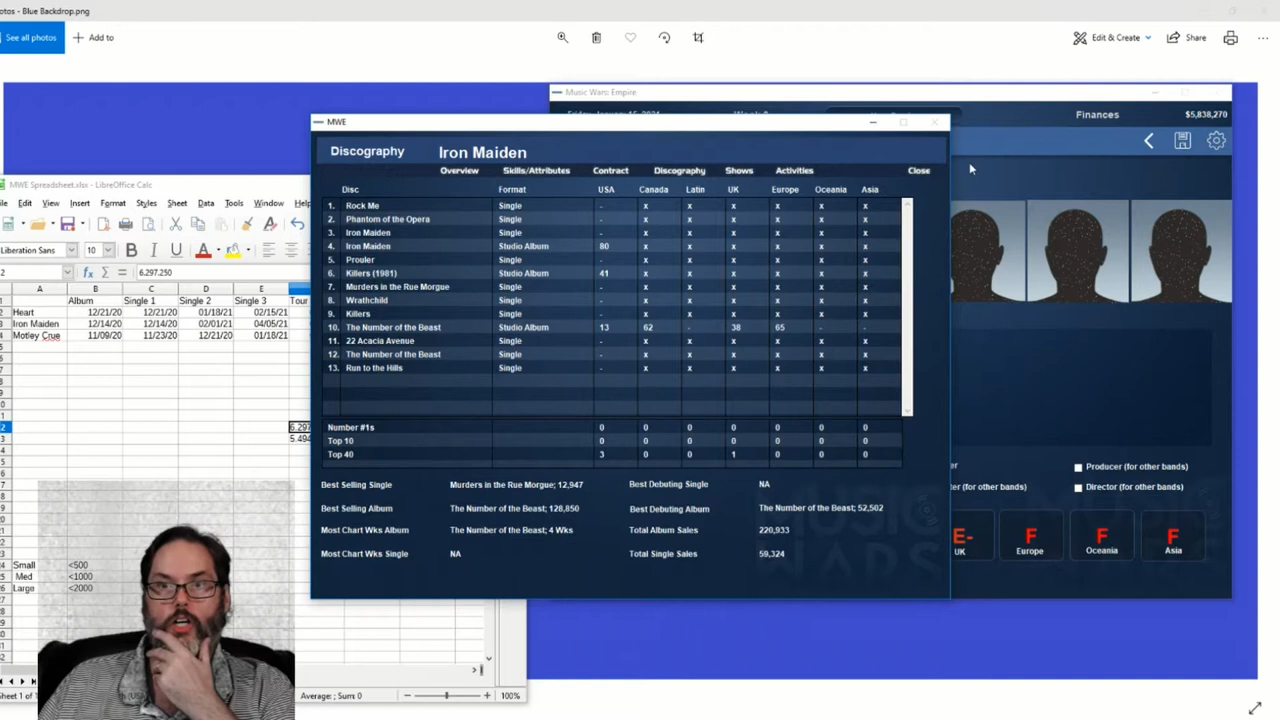 otos - Blue Backdrop.png
See all photos
Add to
Edit & Create
Share
Music Wars: Empire
Finances
$5,838,270
MWE
Discography
Iron Maiden
Overview
Skills/Attributes
Contract
Discography
Shows
Activities
Close
Disc Format USA Canada Latin UK Europe Oceania Asia
1. Rock Me Single - x x x x x x
2. Phantom of the Opera Single - x x x x x x
3. Iron Maiden Single - x x x x x x
4. Iron Maiden Studio Album 80 x x x x x x
5. Prouler Single - x x x x x x
6. Killers (1981) Studio Album 41 x x x x x x
7. Murders in the Rue Morgue Single - x x x x x x
8. Wrathchild Single - x x x x x x
9. Killers Single - x x x x x x
10. The Number of the Beast Studio Album 13 62 - 38 65 - -
11. 22 Acacia Avenue Single - x x x x x x
12. The Number of the Beast Single - x x x x x x
13. Run to the Hills Single - x x x x x x
Number #1s 0 0 0 0 0 0 0
Top 10 0 0 0 0 0 0 0
Top 40 3 0 0 1 0 0 0
Best Selling Single Murders in the Rue Morgue; 12,947 Best Debuting Single NA
Best Selling Album The Number of the Beast; 128,850 Best Debuting Album The Number of the Beast; 52,502
Most Chart Wks Album The Number of the Beast; 4 Wks Total Album Sales 220,933
Most Chart Wks Single NA Total Single Sales 59,324
MUSIC WARS
Producer (for other bands)
er (for other bands)
Director (for other bands)
E- F F F
UK Europe Oceania Asia
MWE Spreadsheet.xlsx - LibreOffice Calc
File Edit View Insert Format Styles Sheet Data Tools Window
Liberation Sans 10 B I U A
6.297.250
A B C D E
Album Single 1 Single 2 Single 3 Tour
Heart 12/21/20 12/21/20 01/18/21 02/15/21
Iron Maiden 12/14/20 12/14/20 02/01/21 04/05/21
Motley Crue 11/09/20 11/23/20 12/21/20 01/18/21
6.297
5.494
Small <500
Med <1000
Large <2000
Average: ; Sum: 0
100%